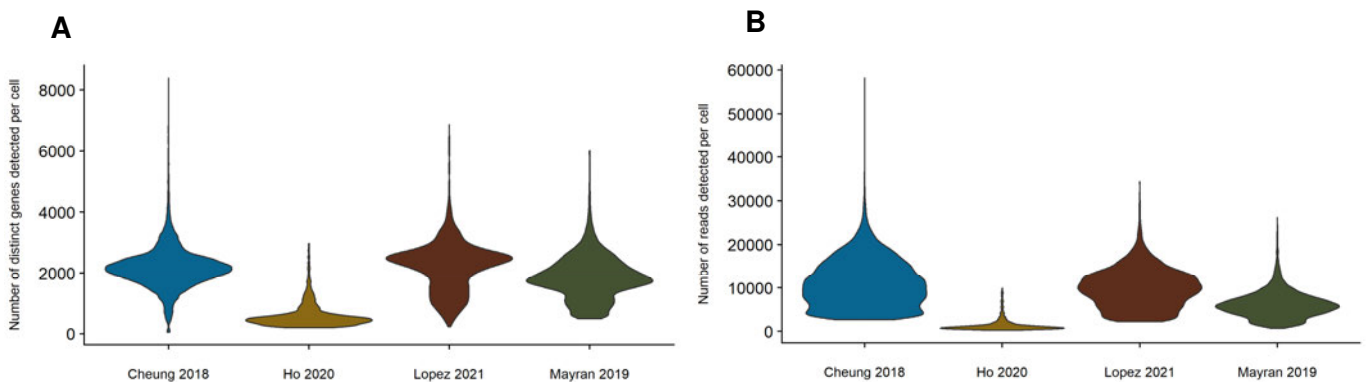 A
Number of distinct genes detected per cell
8000
6000
4000
2000
0
Cheung 2018
Ho 2020
Lopez 2021
Mayran 2019
B
Number of reads detected per cell
60000
50000
40000
30000
20000
10000
0
Cheung 2018
Ho 2020
Lopez 2021
Mayran 2019